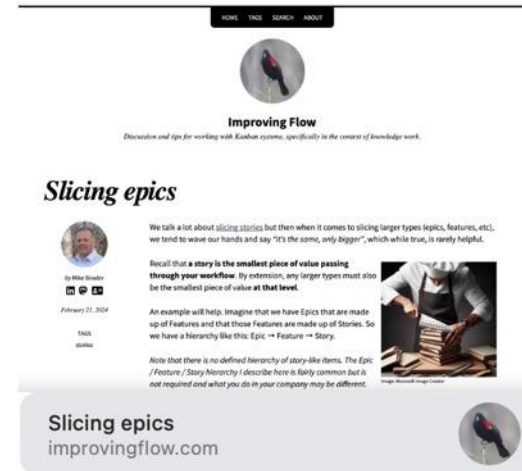 HOME TAGS SEARCH ABOUT
Improving Flow
Discussion and tips for working with Kanban systems, specifically in the context of knowledge work.
Slicing epics
by Mike Bowler
February 21, 2024
TAGS
stories
We talk a lot about slicing stories but then when it comes to slicing larger types (epics, features, etc),
we tend to wave our hands and say "it's the same, only bigger", which while true, is rarely helpful.
Recall that a story is the smallest piece of value passing
through your workflow. By extension, any larger types must also
be the smallest piece of value at that level.
An example will help. Imagine that we have Epics that are made
up of Features and that those Features are made up of Stories. So
we have a hierarchy like this: Epic → Feature → Story.
Note that there is no defined hierarchy of story-like items. The Epic
/ Feature / Story hierarchy I describe here is fairly common but is
not required and what you do in your company may be different.
Image: Microsoft Image Creator
Slicing epics
improvingflow.com